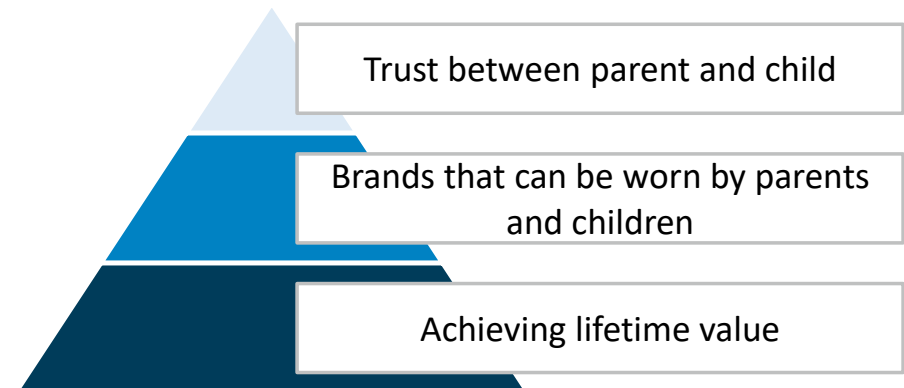 Trust between parent and child
Brands that can be worn by parents
and children
Achieving lifetime value